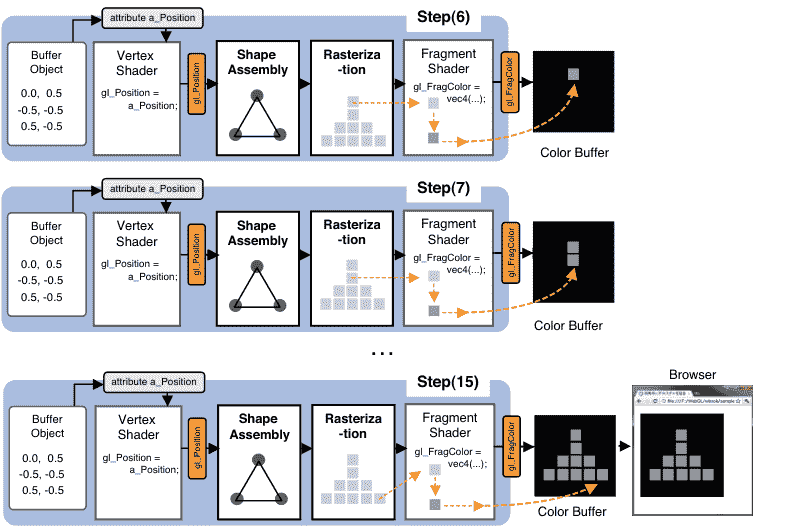 Step(6)
attribute a_Position
Buffer
Object
0.0, 0.5
-0.5, -0.5
0.5, -0.5
Vertex
Shader
gl_Position =
a_Position;
gl_Position
Shape
Assembly
Rasteriza
-tion
Fragment
Shader
gl_FragColor =
vec4(...);
gl_FragColor
Color Buffer
Step(7)
attribute a_Position
Buffer
Object
0.0, 0.5
-0.5, -0.5
0.5, -0.5
Vertex
Shader
gl_Position =
a_Position;
gl_Position
Shape
Assembly
Rasteriza
-tion
Fragment
Shader
gl_FragColor =
vec4(...);
gl_FragColor
Color Buffer
...
Step(15)
attribute a_Position
Buffer
Object
0.0, 0.5
-0.5, -0.5
0.5, -0.5
Vertex
Shader
gl_Position =
a_Position;
gl_Position
Shape
Assembly
Rasteriza
-tion
Fragment
Shader
gl_FragColor =
vec4(...);
gl_FragColor
Color Buffer
Browser